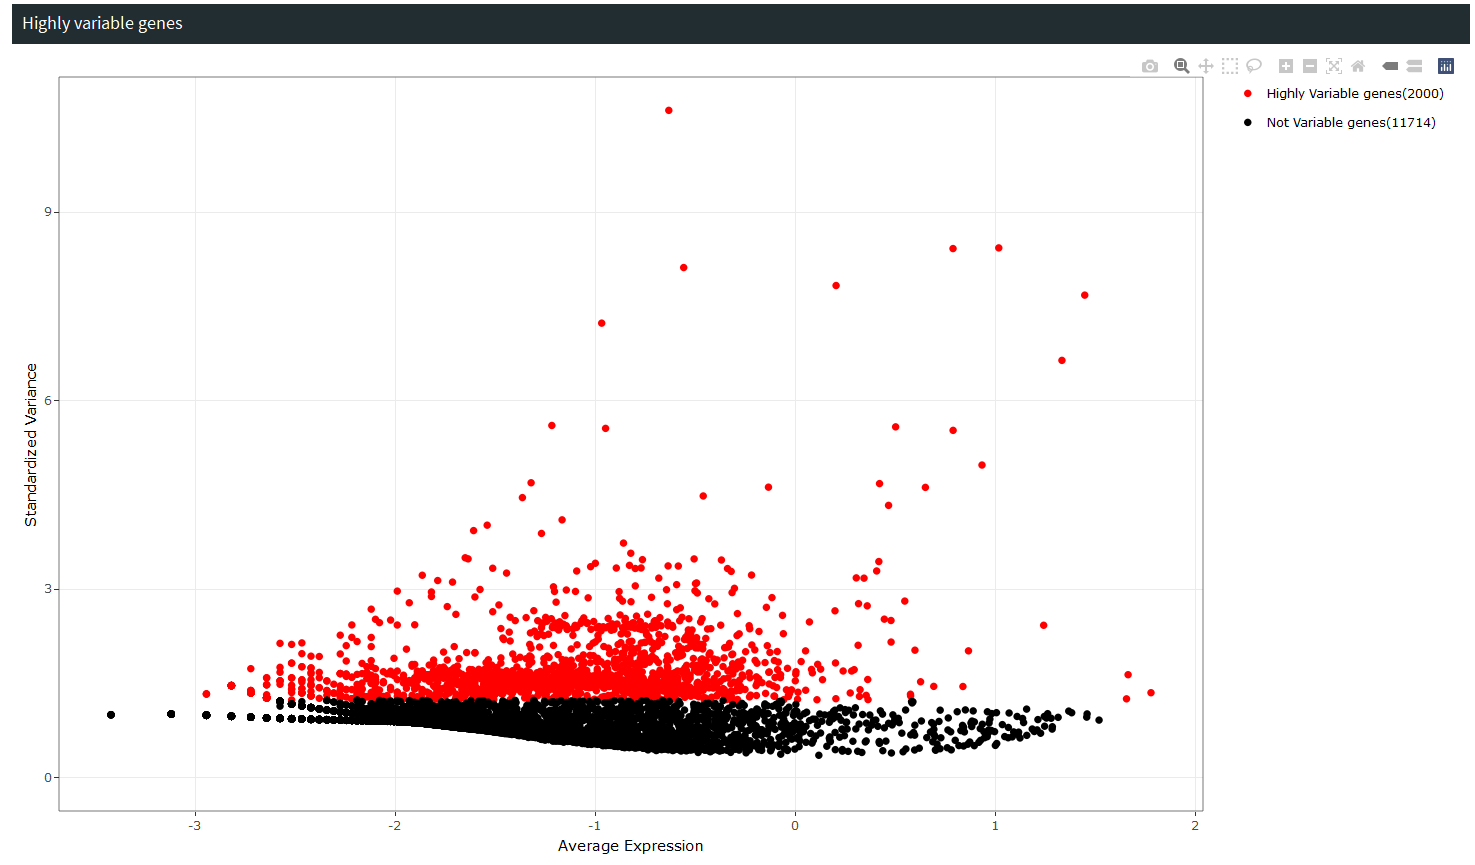 Highly variable genes
Highly Variable genes(2000)
Not Variable genes(11714)
9
6
3
0
Standardized Variance
-3
-2
-1
0
1
2
Average Expression